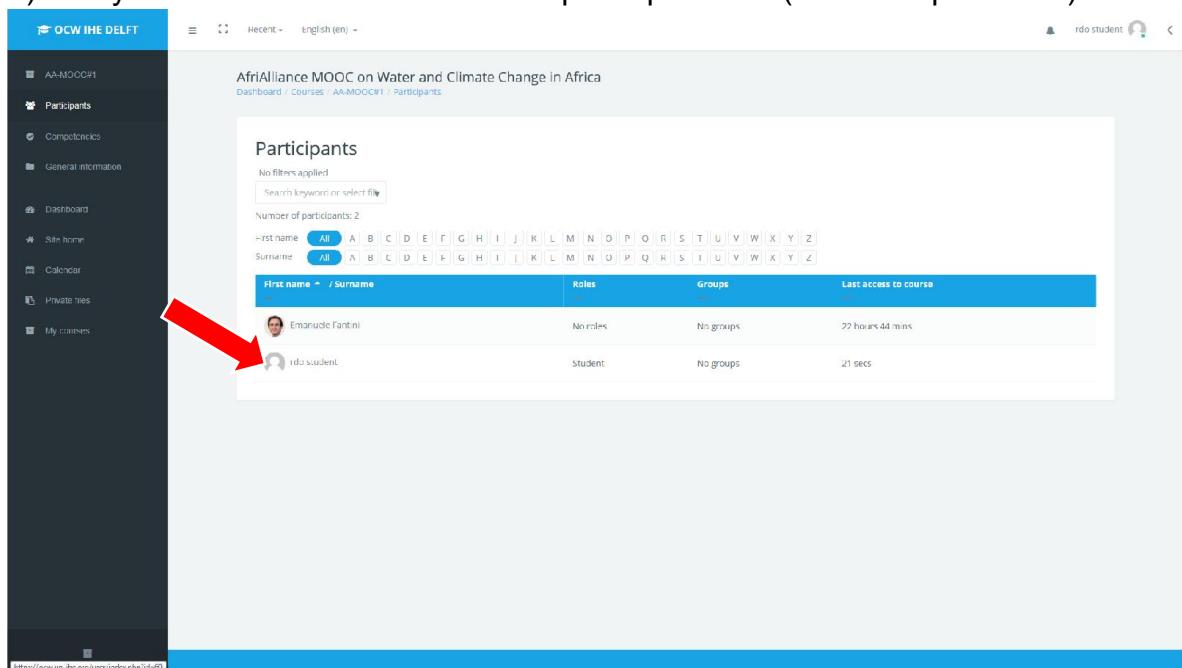 OCW IHE DELFT
Recent
English (en)
rdo student
AA-MOOC#1
Participants
Competencies
General information
Dashboard
Site home
Calendar
Private files
My courses
AfriAlliance MOOC on Water and Climate Change in Africa
Dashboard / Courses / AA-MOOC#1 / Participants
Participants
No filters applied
Search keyword or select filt
Number of participants: 2
First name All A B C D E F G H I J K L M N O P Q R S T U V W X Y Z
Surname All A B C D E F G H I J K L M N O P Q R S T U V W X Y Z
First name / Surname Roles Groups Last access to course
Emanuele Fantini No roles No groups 22 hours 44 mins
rdo student Student No groups 21 secs